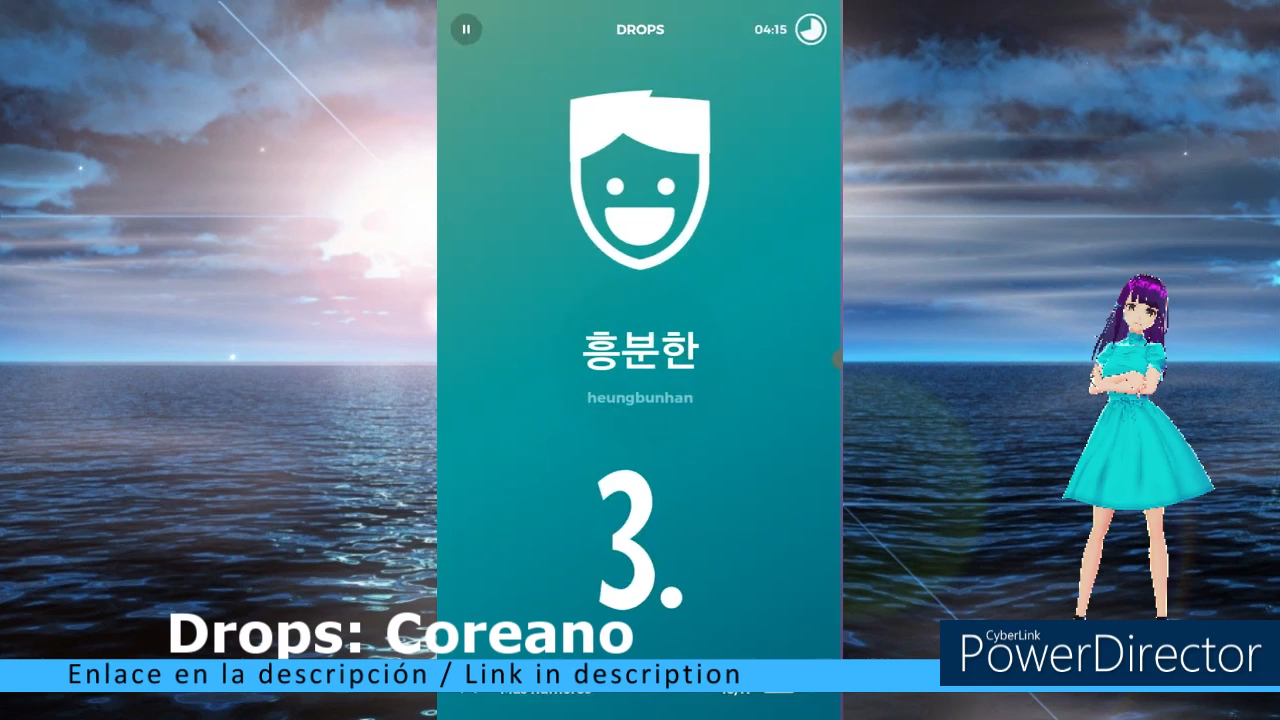 DROPS
04:15
흥분한
heungbunhan
3.
Drops: Coreano
Enlace en la descripción / Link in description
CyberLink
PowerDirector